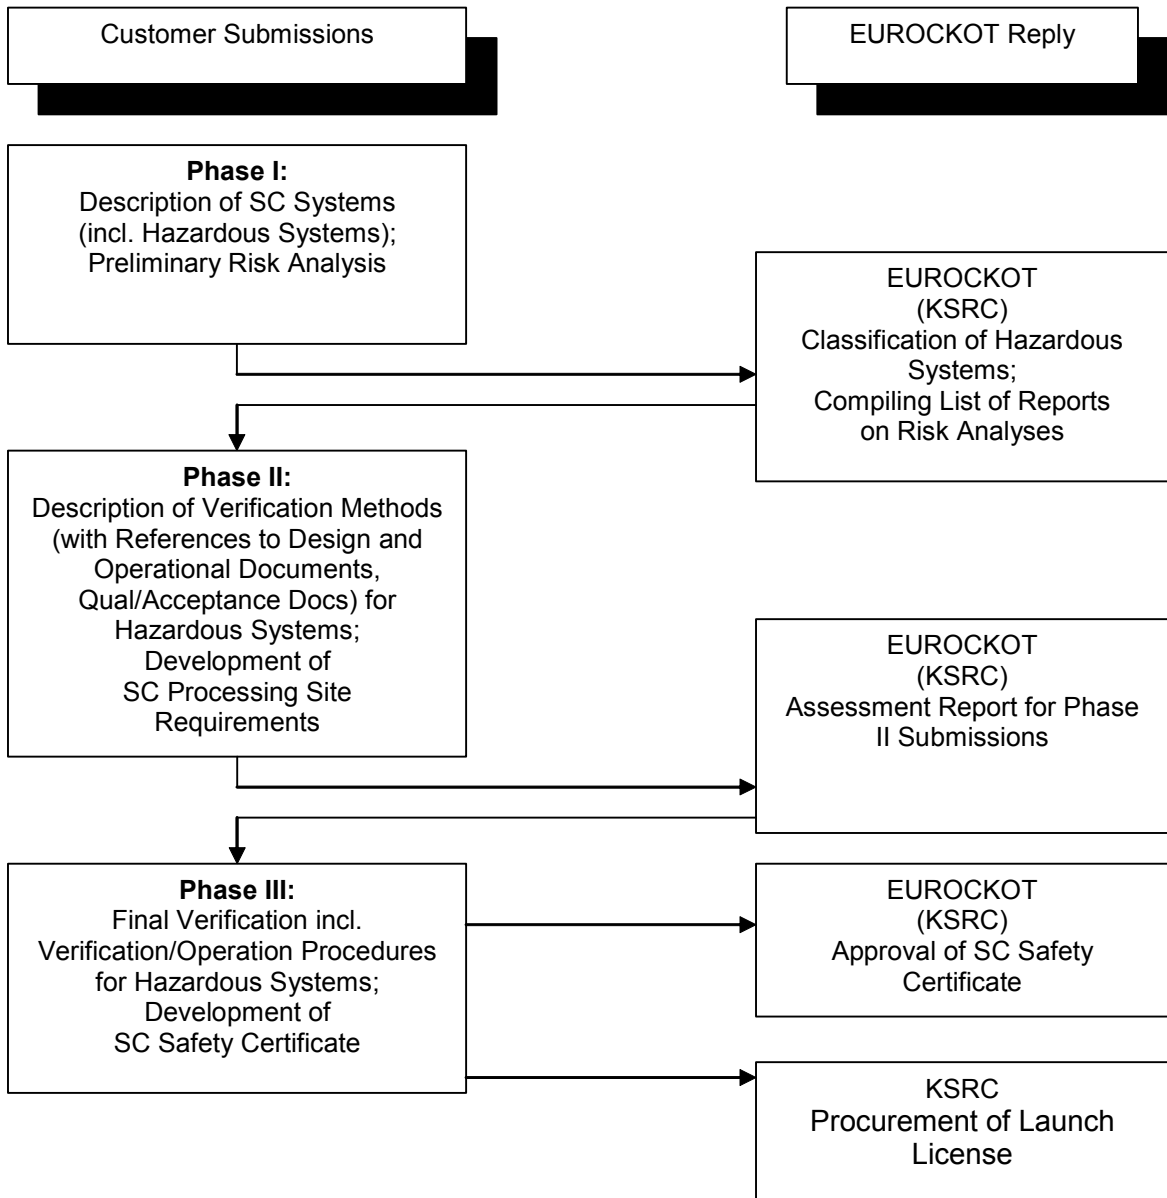 Customer Submissions
EUROCKOT Reply
Phase I:
Description of SC Systems
(incl. Hazardous Systems);
Preliminary Risk Analysis
EUROCKOT
(KSRC)
Classification of Hazardous
Systems;
Compiling List of Reports
on Risk Analyses
Phase II:
Description of Verification Methods
(with References to Design and
Operational Documents,
Qual/Acceptance Docs) for
Hazardous Systems;
Development of
SC Processing Site
Requirements
EUROCKOT
(KSRC)
Assessment Report for Phase
II Submissions
Phase III:
Final Verification incl.
Verification/Operation Procedures
for Hazardous Systems;
Development of
SC Safety Certificate
EUROCKOT
(KSRC)
Approval of SC Safety
Certificate
KSRC
Procurement of Launch
License